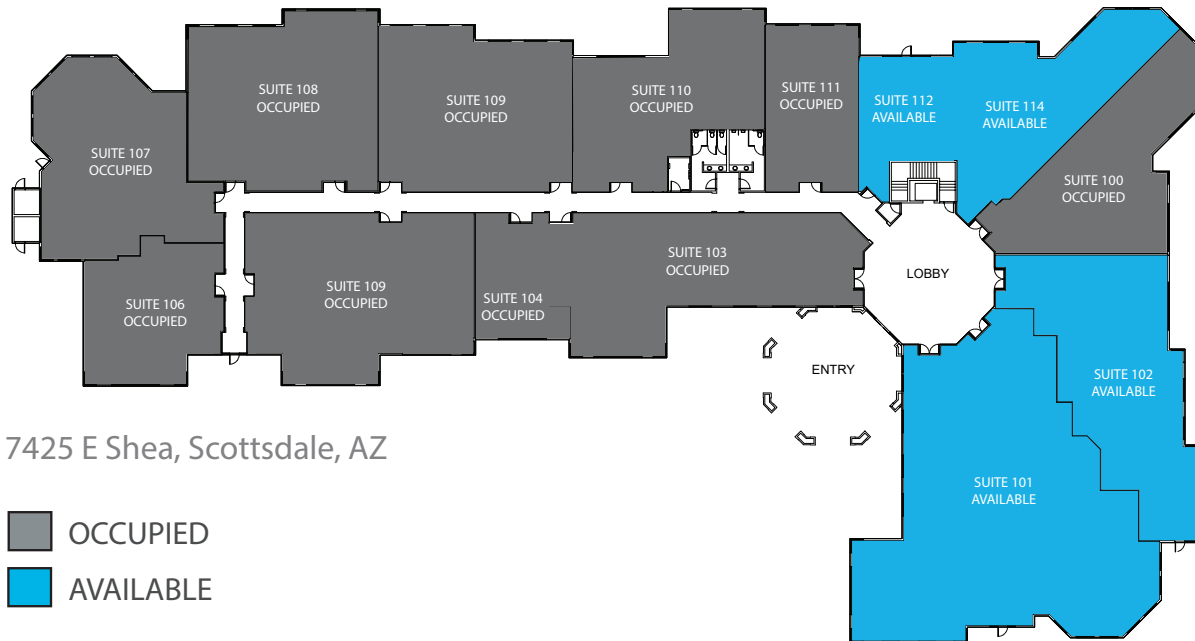 SUITE 108
OCCUPIED
SUITE 109
OCCUPIED
SUITE 110
OCCUPIED
SUITE 111
OCCUPIED
SUITE 112
AVAILABLE
SUITE 114
AVAILABLE
SUITE 107
OCCUPIED
SUITE 100
OCCUPIED
SUITE 103
OCCUPIED
LOBBY
SUITE 106
OCCUPIED
SUITE 109
OCCUPIED
SUITE 104
OCCUPIED
ENTRY
SUITE 102
AVAILABLE
SUITE 101
AVAILABLE
7425 E Shea, Scottsdale, AZ
OCCUPIED
AVAILABLE